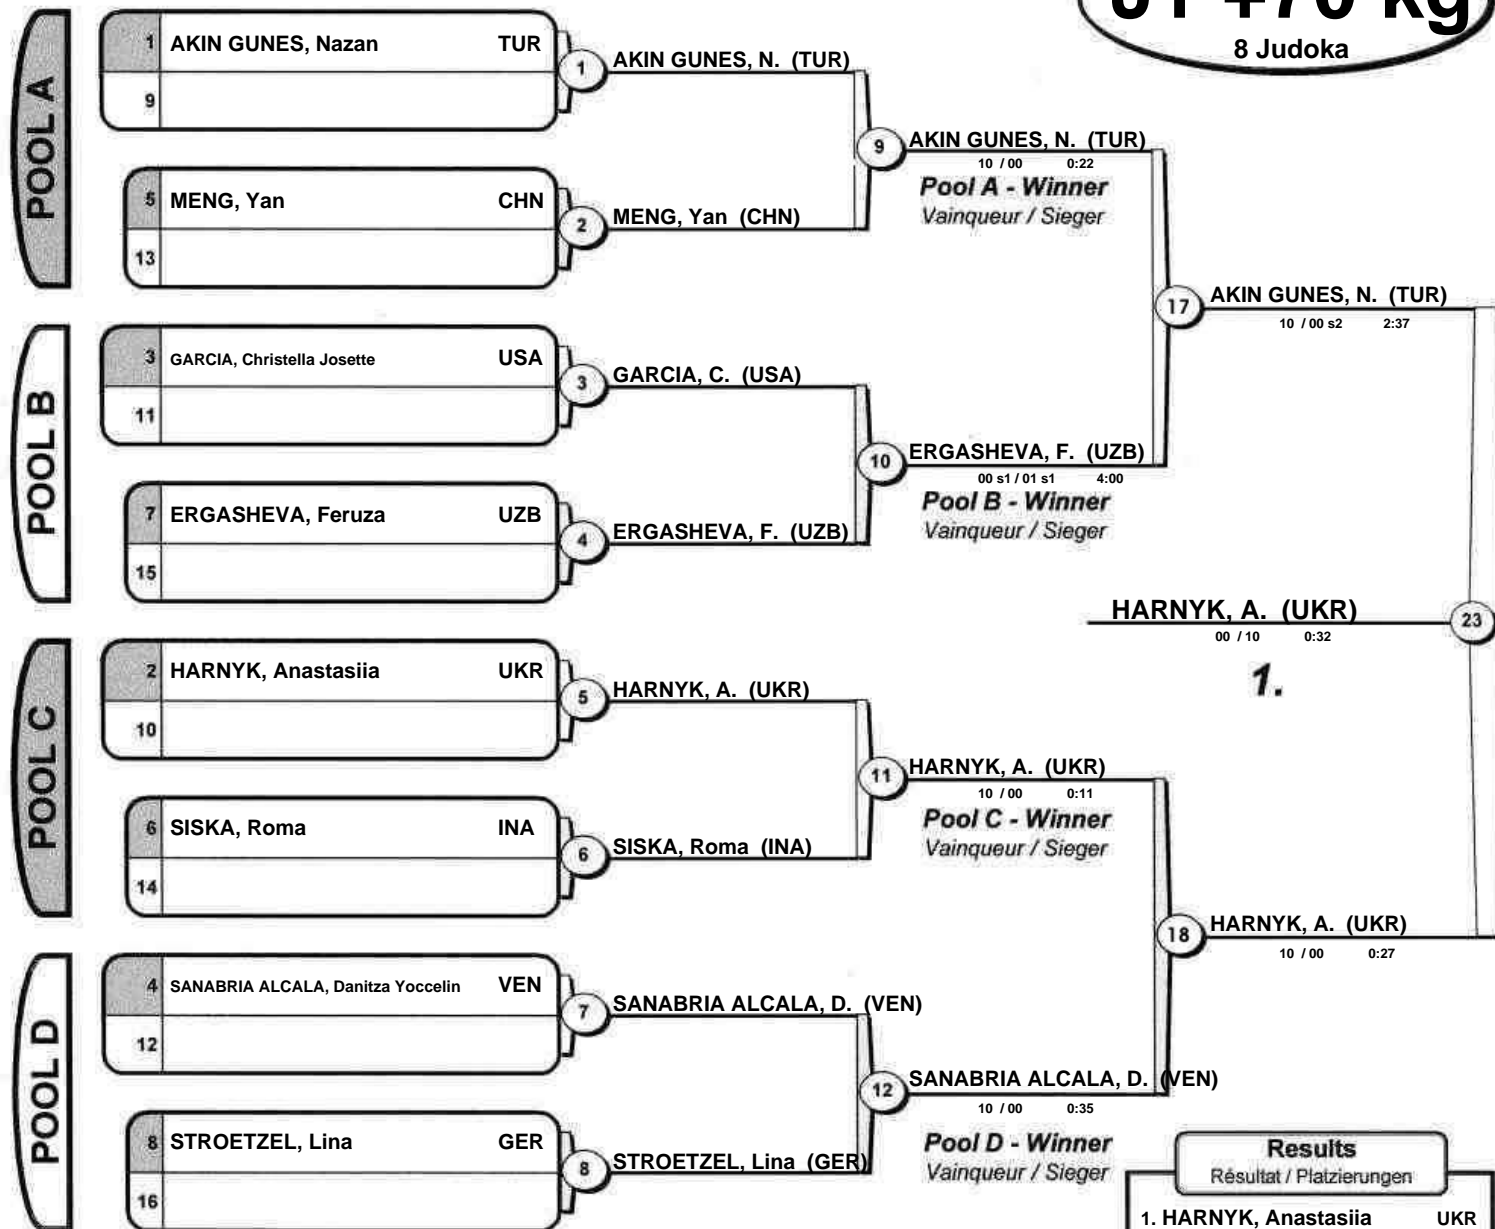 J1 +70 kg
8 Judoka
POOL A
1 AKIN GUNES, Nazan TUR
9
1 AKIN GUNES, N. (TUR)
5 MENG, Yan CHN
13
2 MENG, Yan (CHN)
9 AKIN GUNES, N. (TUR)
10 / 00 0:22
Pool A - Winner
Vainqueur / Sieger
POOL B
3 GARCIA, Christella Josette USA
11
3 GARCIA, C. (USA)
7 ERGASHEVA, Feruza UZB
15
4 ERGASHEVA, F. (UZB)
10 ERGASHEVA, F. (UZB)
00 s1 / 01 s1 4:00
Pool B - Winner
Vainqueur / Sieger
17 AKIN GUNES, N. (TUR)
10 / 00 s2 2:37
HARNYK, A. (UKR) 23
00 / 10 0:32
1.
POOL C
2 HARNYK, Anastasiia UKR
10
5 HARNYK, A. (UKR)
6 SISKA, Roma INA
14
6 SISKA, Roma (INA)
11 HARNYK, A. (UKR)
10 / 00 0:11
Pool C - Winner
Vainqueur / Sieger
POOL D
4 SANABRIA ALCALA, Danitza Yoccelin VEN
12
7 SANABRIA ALCALA, D. (VEN)
8 STROETZEL, Lina GER
16
8 STROETZEL, Lina (GER)
12 SANABRIA ALCALA, D. (VEN)
10 / 00 0:35
Pool D - Winner
Vainqueur / Sieger
18 HARNYK, A. (UKR)
10 / 00 0:27
Results
Résultat / Platzierungen
1. HARNYK, Anastasiia UKR